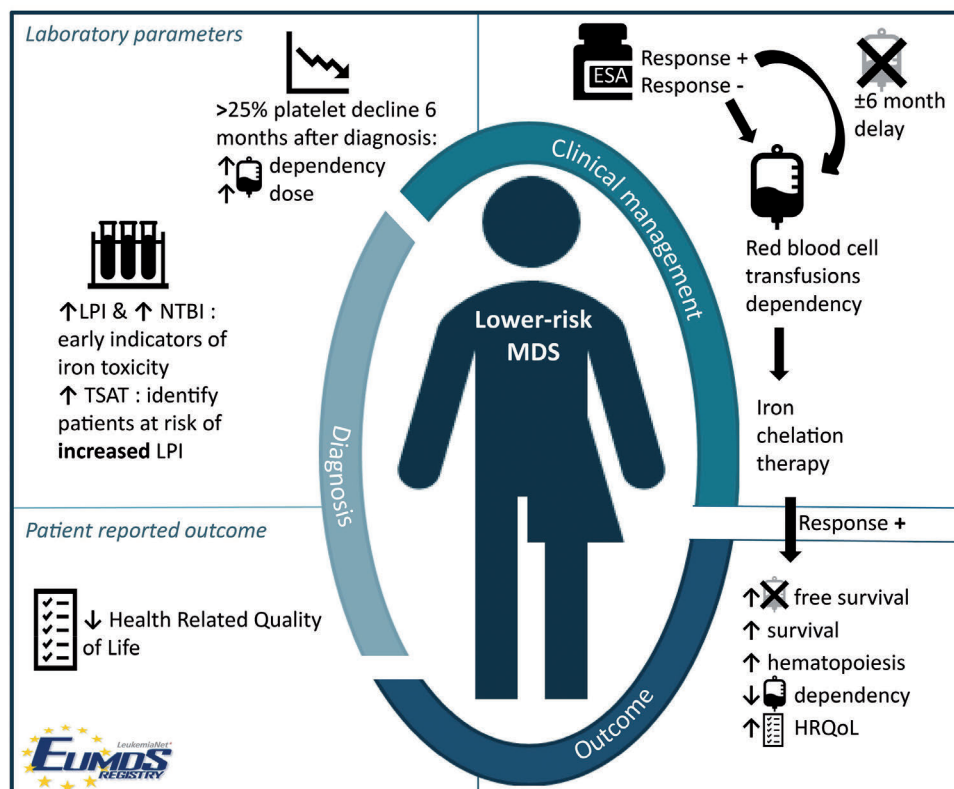 Laboratory parameters
>25% platelet decline 6
months after diagnosis:
↑ dependency
↑ dose
↑LPI & ↑ NTBI :
early indicators of
iron toxicity
↑ TSAT : identify
patients at risk of
increased LPI
ESA
Response +
Response -
±6 month
delay
Red blood cell
transfusions
dependency
Iron
chelation
therapy
Response +
Clinical management
Diagnosis
Outcome
Lower-risk
MDS
Patient reported outcome
↓ Health Related Quality
of Life
↑ free survival
↑ survival
↑ hematopoiesis
↓ dependency
↑ HRQoL
LeukemiaNet®
EUMDS
REGISTRY